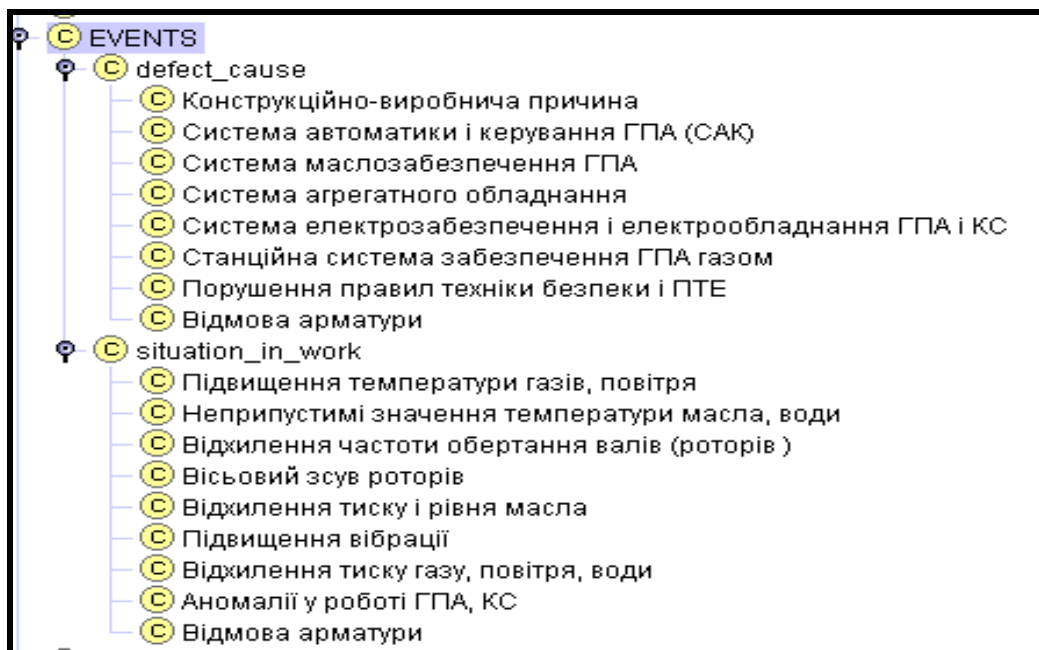 EVENTS
defect_cause
Конструкційно-виробнича причина
Система автоматики і керування ГПА (САК)
Система маслозабезпечення ГПА
Система агрегатного обладнання
Система електрозабезпечення і електрообладнання ГПА і КС
Станційна система забезпечення ГПА газом
Порушення правил техніки безпеки і ПТЕ
Відмова арматури
situation_in_work
Підвищення температури газів, повітря
Неприпустимі значення температури масла, води
Відхилення частоти обертання валів (роторів )
Вісьовий зсув роторів
Відхилення тиску і рівня масла
Підвищення вібрації
Відхилення тиску газу, повітря, води
Аномалії у роботі ГПА, КС
Відмова арматури